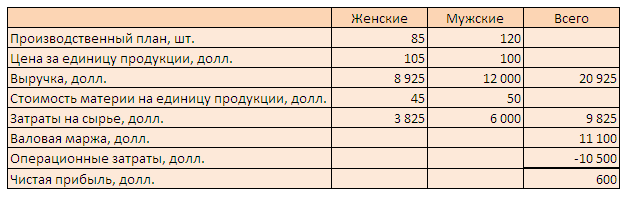 Женские Мужские Всего
Производственный план, шт. 85 120
Цена за единицу продукции, долл. 105 100
Выручка, долл. 8 925 12 000 20 925
Стоимость материи на единицу продукции, долл. 45 50
Затраты на сырье, долл. 3 825 6 000 9 825
Валовая маржа, долл. 11 100
Операционные затраты, долл. -10 500
Чистая прибыль, долл. 600